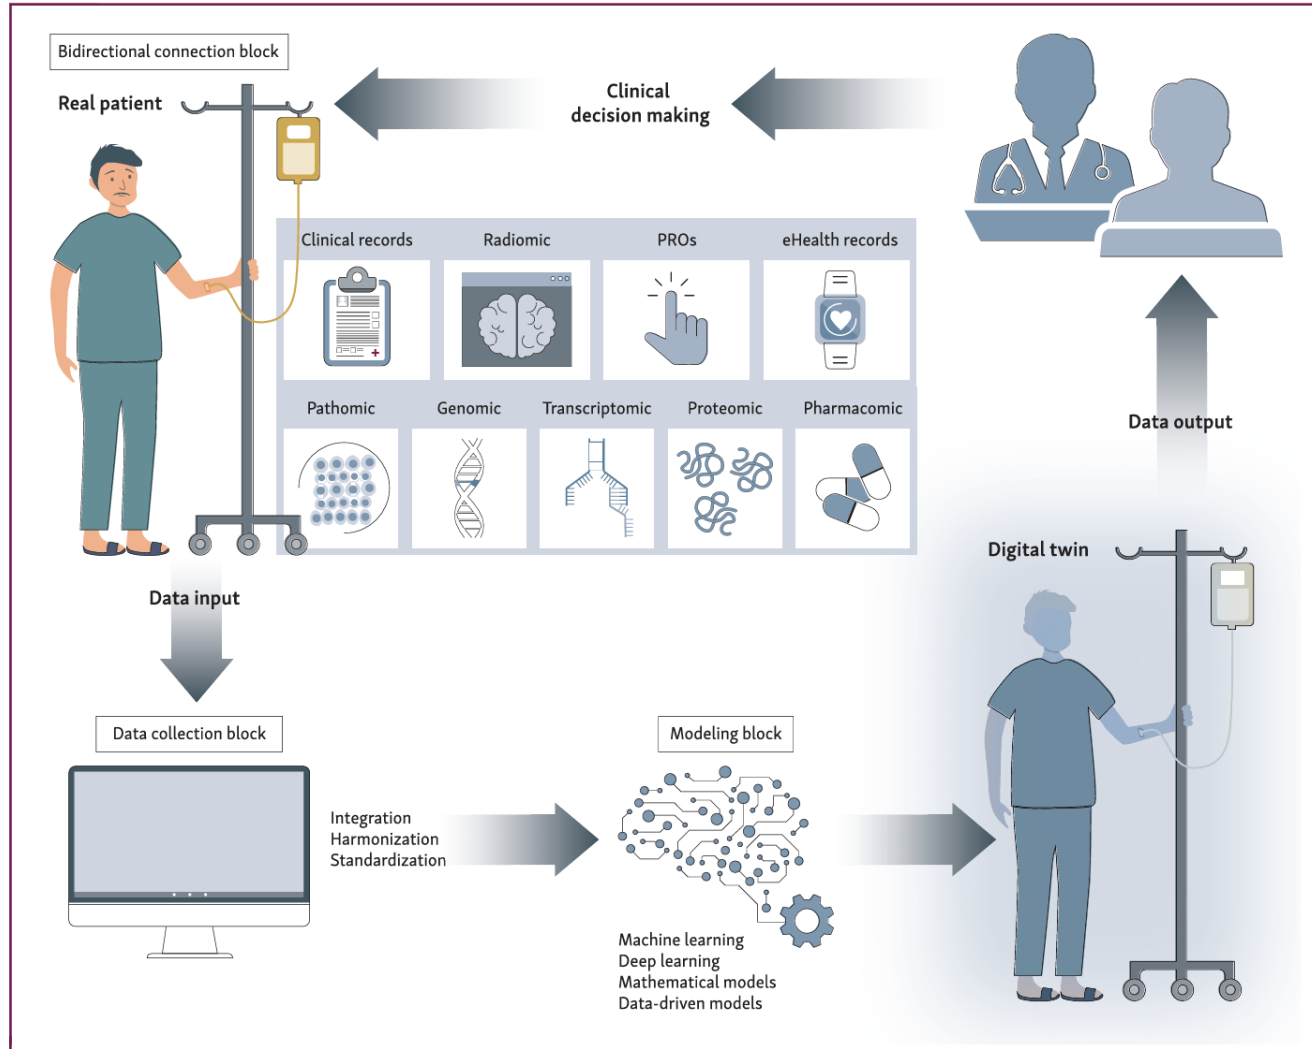 Bidirectional connection block
Real patient
Clinical
decision making
Clinical records
Radiomic
PROs
eHealth records
Pathomic
Genomic
Transcriptomic
Proteomic
Pharmacomic
Data output
Digital twin
Data input
Data collection block
Integration
Harmonization
Standardization
Modeling block
Machine learning
Deep learning
Mathematical models
Data-driven models